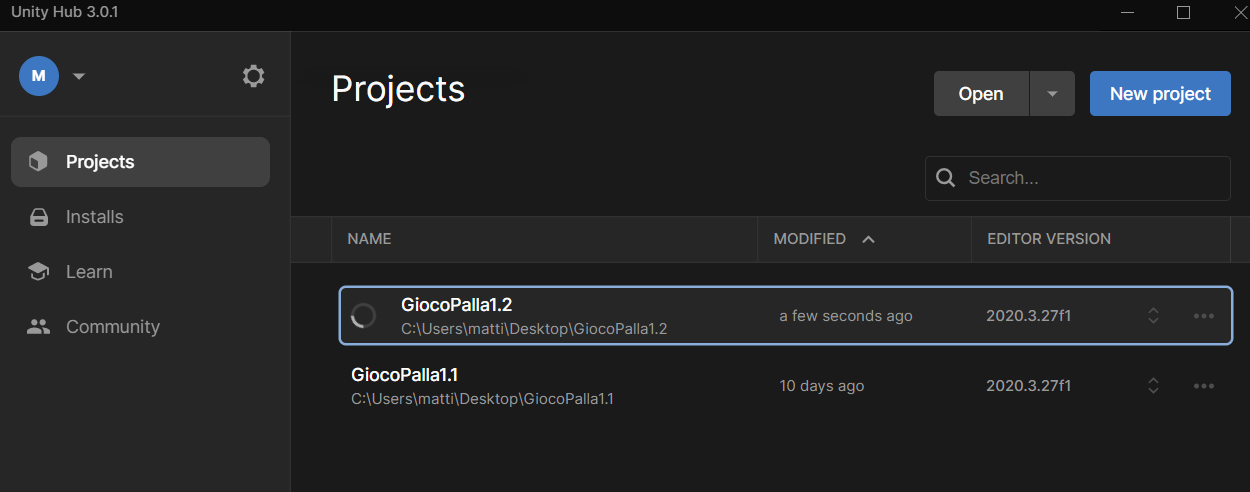 Unity Hub 3.0.1
M
Projects
Open
New project
Projects
Search...
Installs
Learn
Community
NAME
MODIFIED
EDITOR VERSION
GiocoPalla1.2
C:\Users\matti\Desktop\GiocoPalla1.2
a few seconds ago
2020.3.27f1
GiocoPalla1.1
C:\Users\matti\Desktop\GiocoPalla1.1
10 days ago
2020.3.27f1